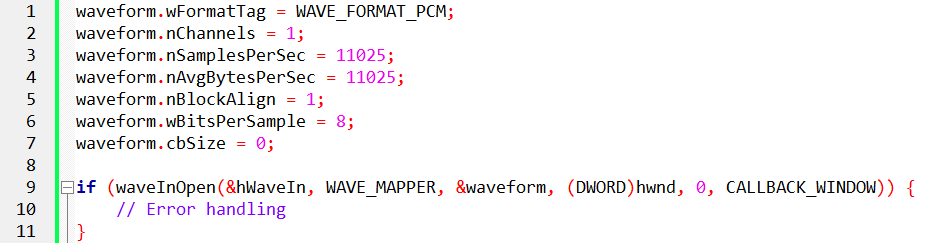 1 waveform.wFormatTag = WAVE_FORMAT_PCM;
2 waveform.nChannels = 1;
3 waveform.nSamplesPerSec = 11025;
4 waveform.nAvgBytesPerSec = 11025;
5 waveform.nBlockAlign = 1;
6 waveform.wBitsPerSample = 8;
7 waveform.cbSize = 0;
8
9 if (waveInOpen(&hWaveIn, WAVE_MAPPER, &waveform, (DWORD)hwnd, 0, CALLBACK_WINDOW)) {
10     // Error handling
11 }